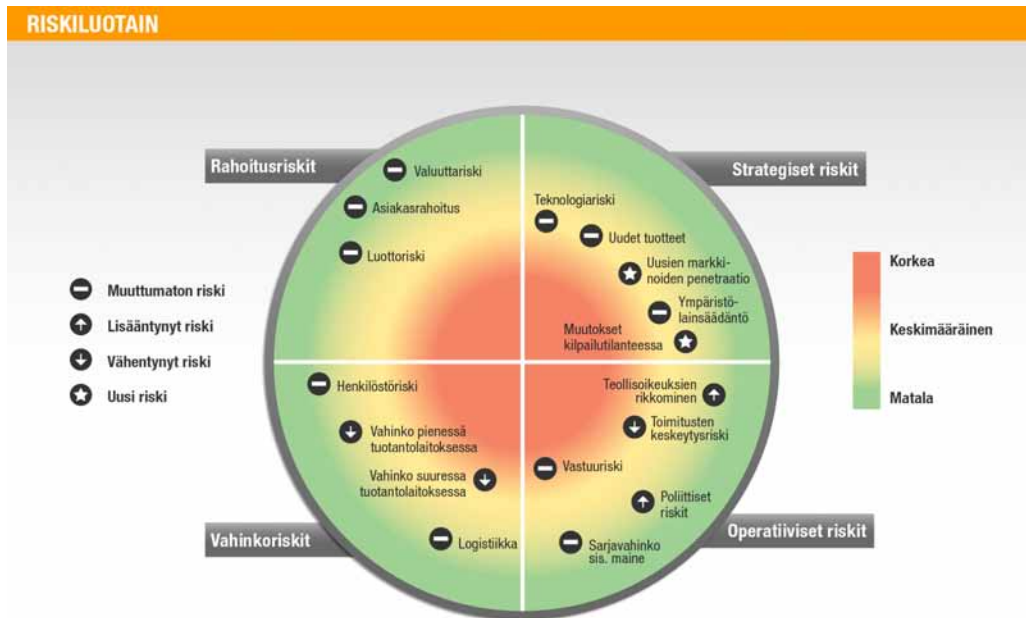 RISKILUOTAIN
Rahoitusriskit
Valuuttariski
Asiakasrahoitus
Luottoriski
Strategiset riskit
Teknologiariski
Uudet tuotteet
Uusien markki-
noiden penetraatio
Ympäristö-
lainsäädäntö
Muutokset
kilpailutilanteessa
Muuttumaton riski
Lisääntynyt riski
Vähentynyt riski
Uusi riski
Korkea
Keskimääräinen
Matala
Henkilöstöriski
Vahinko pienessä
tuotantolaitoksessa
Vahinko suuressa
tuotantolaitoksessa
Logistiikka
Vahinkoriskit
Teollisoikeuksien
rikkominen
Toimitusten
keskeytysriski
Vastuuriski
Poliittiset
riskit
Sarjavahinko
sis. maine
Operatiiviset riskit